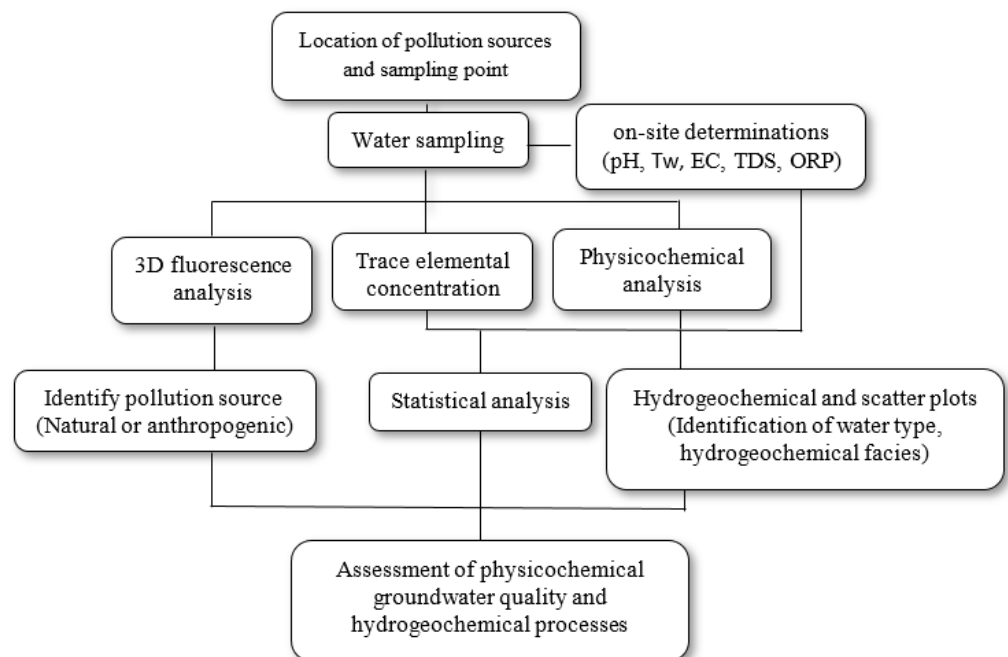 Location of pollution sources
and sampling point
Water sampling
on-site determinations
(pH, Tw, EC, TDS, ORP)
3D fluorescence
analysis
Trace elemental
concentration
Physicochemical
analysis
Identify pollution source
(Natural or anthropogenic)
Statistical analysis
Hydrogeochemical and scatter plots
(Identification of water type,
hydrogeochemical facies)
Assessment of physicochemical
groundwater quality and
hydrogeochemical processes